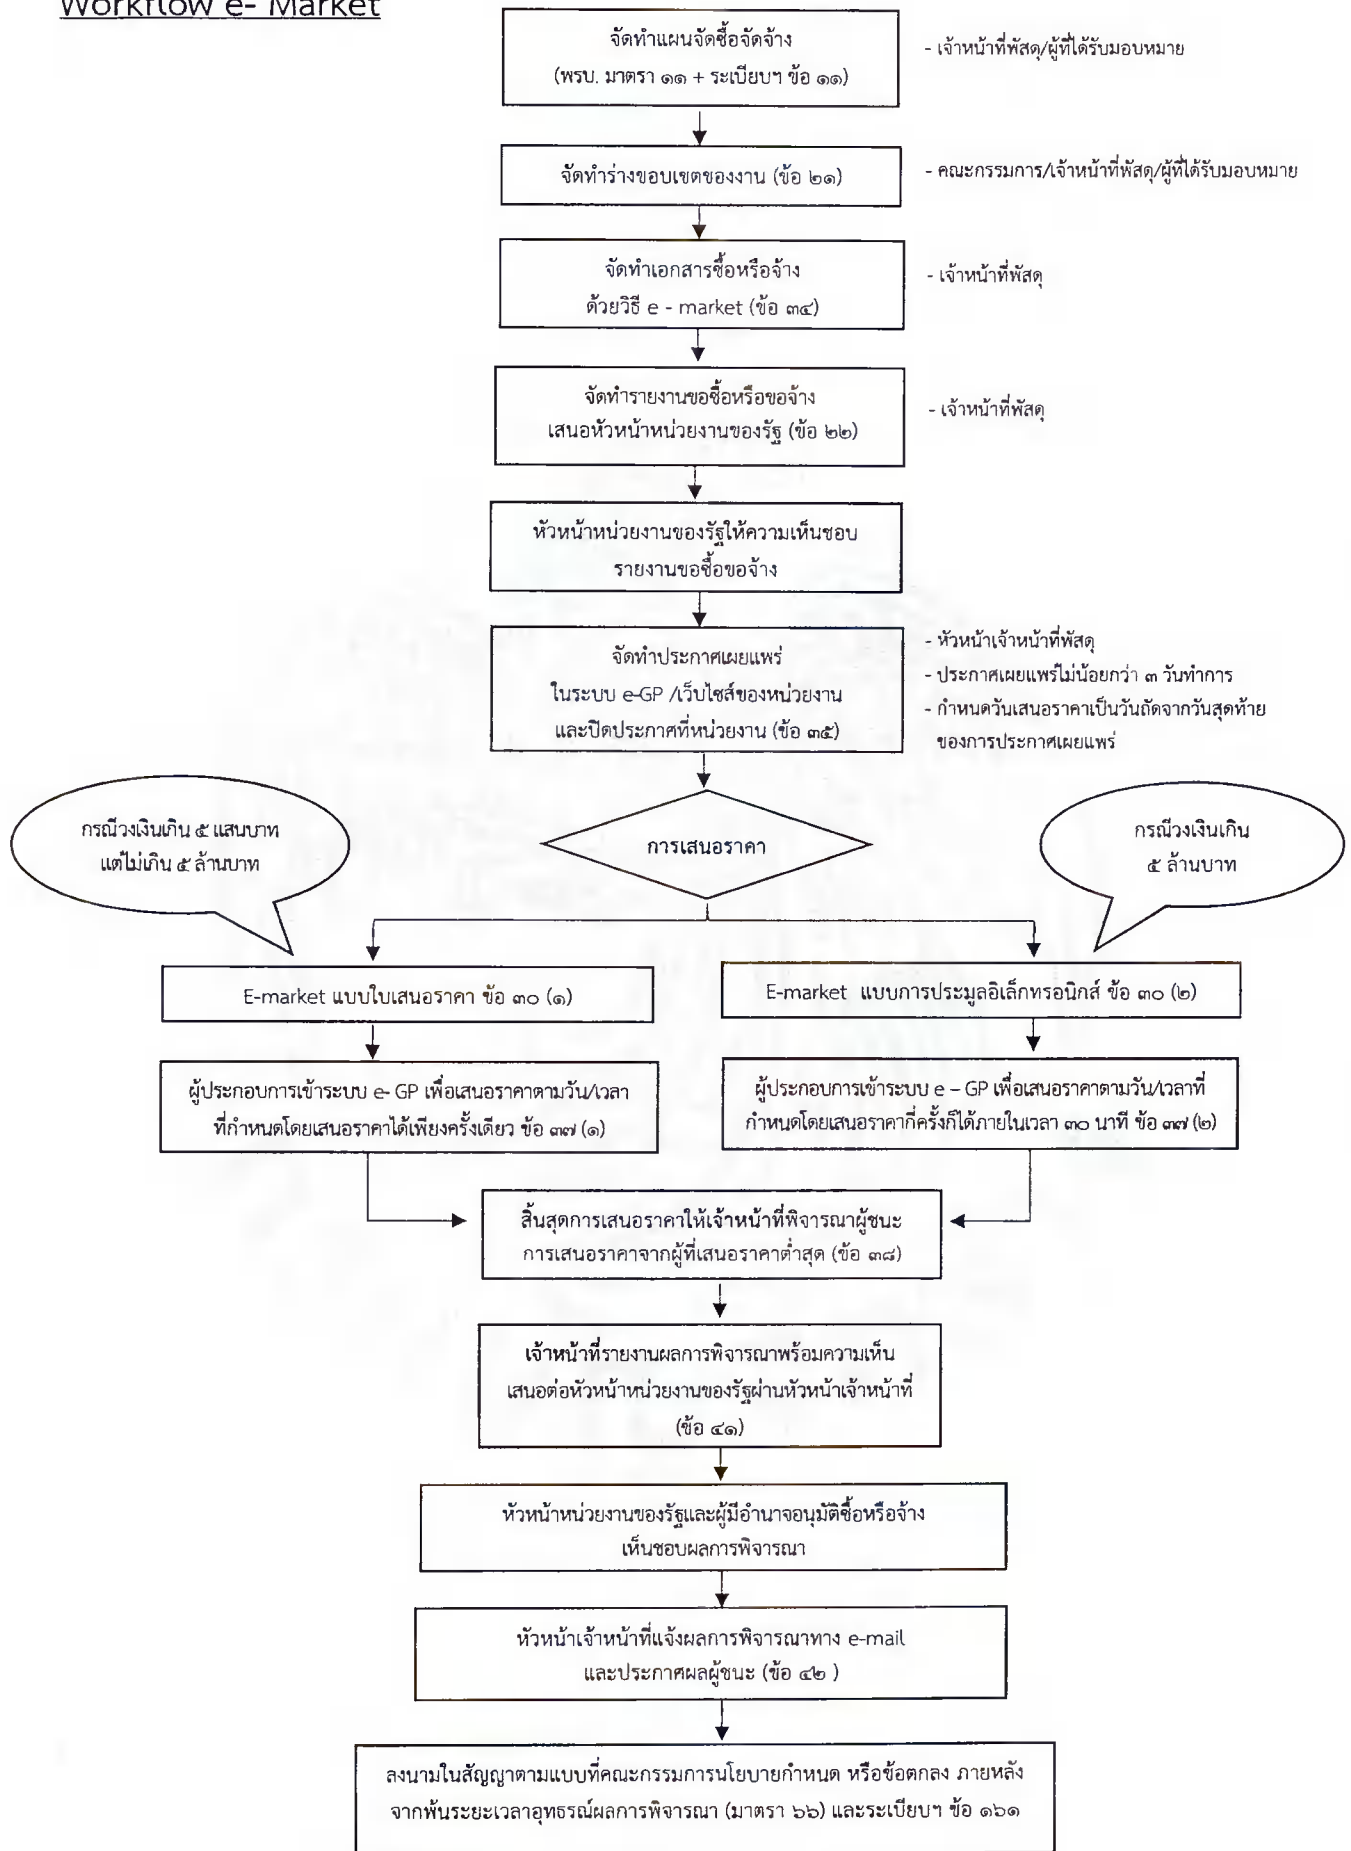 Workflow e- Market
จัดทำแผนจัดซื้อจัดจ้าง
(พรบ. มาตรา ๑๑ + ระเบียบฯ ข้อ ๑๑)
- เจ้าหน้าที่พัสดุ/ผู้ที่ได้รับมอบหมาย
จัดทำร่างขอบเขตของงาน (ข้อ ๒๑)
- คณะกรรมการ/เจ้าหน้าที่พัสดุ/ผู้ที่ได้รับมอบหมาย
จัดทำเอกสารซื้อหรือจ้าง
ด้วยวิธี e - market (ข้อ ๓๔)
- เจ้าหน้าที่พัสดุ
จัดทำรายงานขอซื้อหรือขอจ้าง
เสนอหัวหน้าหน่วยงานของรัฐ (ข้อ ๒๒)
- เจ้าหน้าที่พัสดุ
หัวหน้าหน่วยงานของรัฐให้ความเห็นชอบ
รายงานขอซื้อขอจ้าง
จัดทำประกาศเผยแพร่
ในระบบ e-GP /เว็บไซส์ของหน่วยงาน
และปิดประกาศที่หน่วยงาน (ข้อ ๓๕)
- หัวหน้าเจ้าหน้าที่พัสดุ
- ประกาศเผยแพร่ไม่น้อยกว่า ๓ วันทำการ
- กำหนดวันเสนอราคาเป็นวันถัดจากวันสุดท้าย
ของการประกาศเผยแพร่
กรณีวงเงินเกิน ๕ แสนบาท
แต่ไม่เกิน ๕ ล้านบาท
การเสนอราคา
กรณีวงเงินเกิน
๕ ล้านบาท
E-market แบบใบเสนอราคา ข้อ ๓๐ (๑)
E-market แบบการประมูลอิเล็กทรอนิกส์ ข้อ ๓๐ (๒)
ผู้ประกอบการเข้าระบบ e- GP เพื่อเสนอราคาตามวัน/เวลา
ที่กำหนดโดยเสนอราคาได้เพียงครั้งเดียว ข้อ ๓๗ (๑)
ผู้ประกอบการเข้าระบบ e – GP เพื่อเสนอราคาตามวัน/เวลาที่
กำหนดโดยเสนอราคากี่ครั้งก็ได้ภายในเวลา ๓๐ นาที ข้อ ๓๗ (๒)
สิ้นสุดการเสนอราคาให้เจ้าหน้าที่พิจารณาผู้ชนะ
การเสนอราคาจากผู้ที่เสนอราคาต่ำสุด (ข้อ ๓๘)
เจ้าหน้าที่รายงานผลการพิจารณาพร้อมความเห็น
เสนอต่อหัวหน้าหน่วยงานของรัฐผ่านหัวหน้าเจ้าหน้าที่
(ข้อ ๔๑)
หัวหน้าหน่วยงานของรัฐและผู้มีอำนาจอนุมัติซื้อหรือจ้าง
เห็นชอบผลการพิจารณา
หัวหน้าเจ้าหน้าที่แจ้งผลการพิจารณาทาง e-mail
และประกาศผลผู้ชนะ (ข้อ ๔๒ )
ลงนามในสัญญาตามแบบที่คณะกรรมการนโยบายกำหนด หรือข้อตกลง ภายหลัง
จากพ้นระยะเวลาอุทธรณ์ผลการพิจารณา (มาตรา ๖๖) และระเบียบฯ ข้อ ๑๖๑